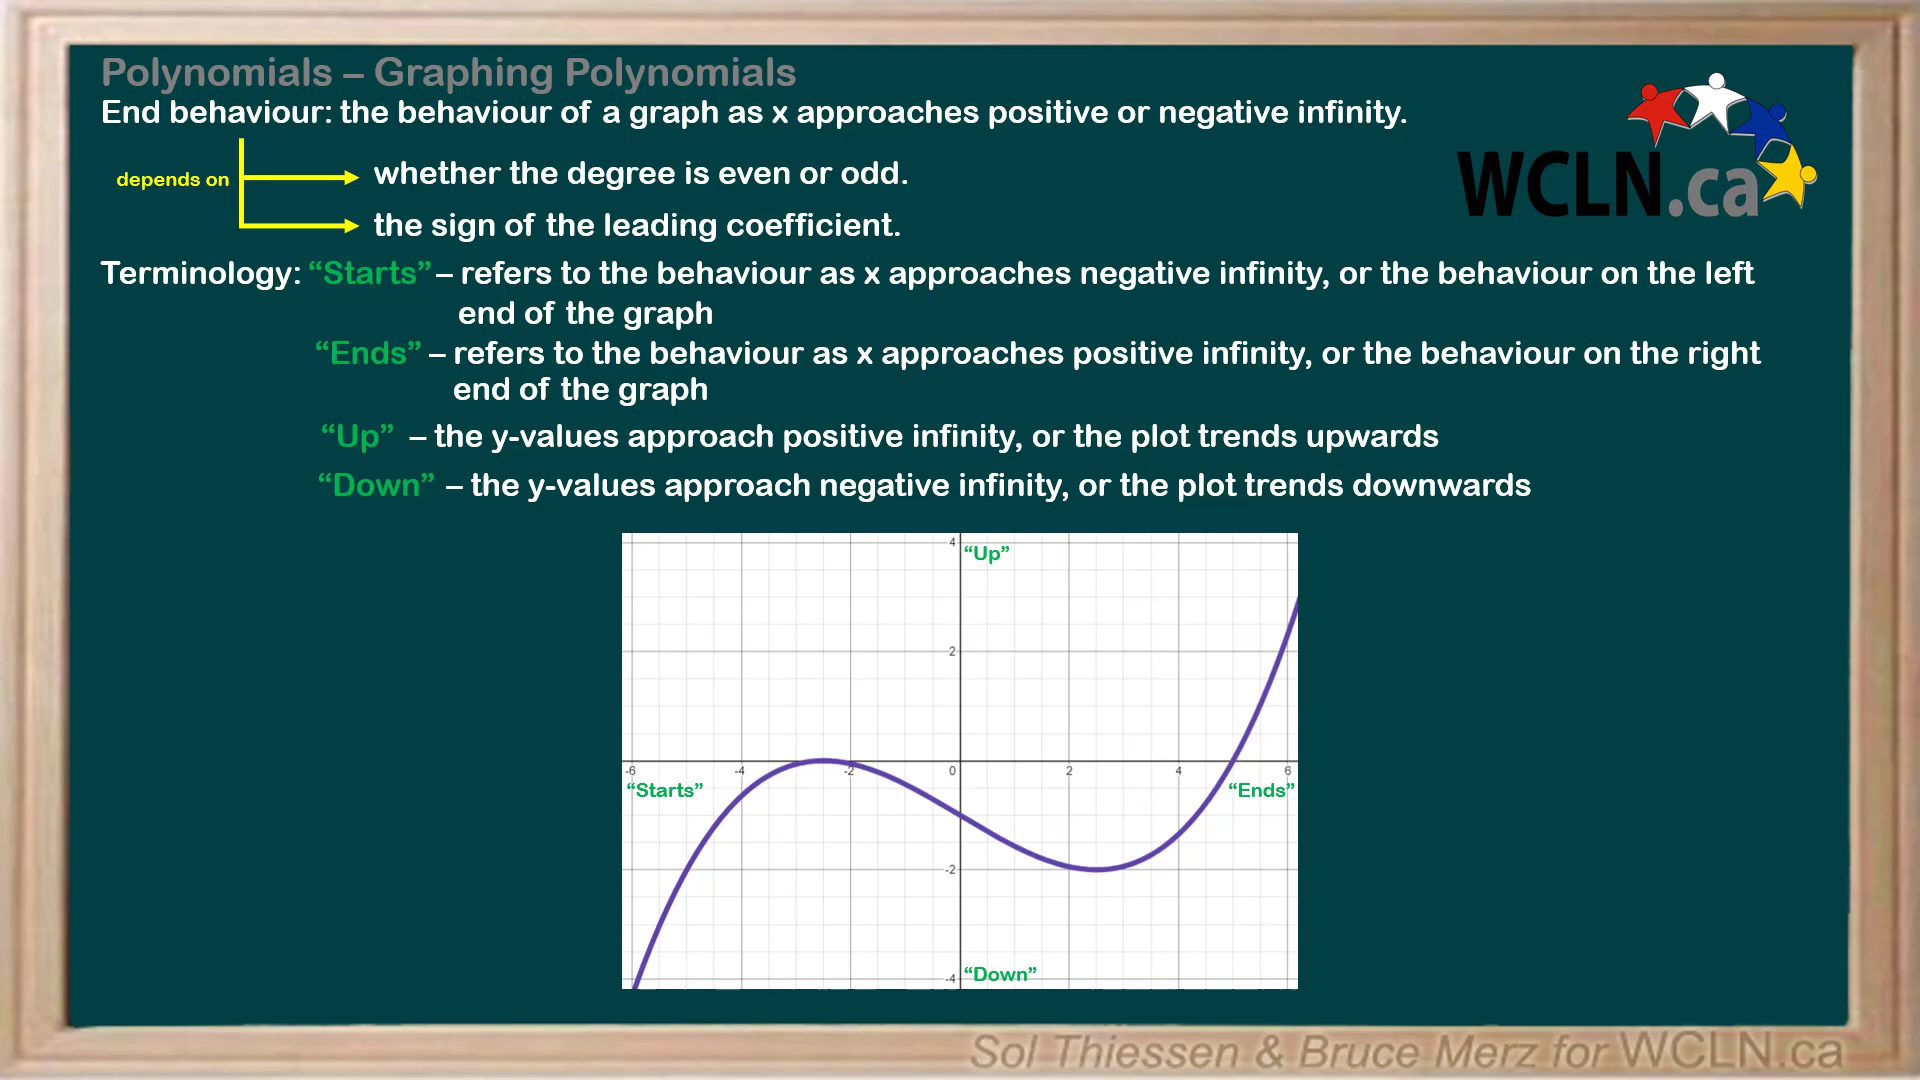 Polynomials – Graphing Polynomials
End behaviour: the behaviour of a graph as x approaches positive or negative infinity.
depends on
whether the degree is even or odd.
the sign of the leading coefficient.
WCLN.ca
Terminology: “Starts” – refers to the behaviour as x approaches negative infinity, or the behaviour on the left
end of the graph
“Ends” – refers to the behaviour as x approaches positive infinity, or the behaviour on the right
end of the graph
“Up” – the y-values approach positive infinity, or the plot trends upwards
“Down” – the y-values approach negative infinity, or the plot trends downwards
4 “Up”
2
-6 -4 -2 0 2 4 6
“Starts” “Ends”
-2
-4 “Down”
Sol Thiessen & Bruce Merz for WCLN.ca